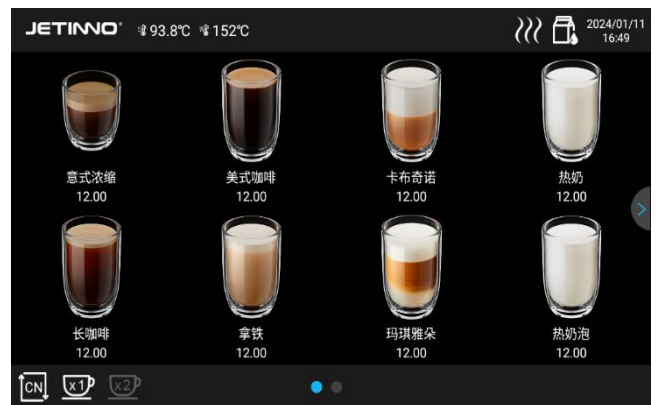 JETINNO 93.8℃ 152℃ 2024/01/11
16:49
意式浓缩 美式咖啡 卡布奇诺 热奶
12.00 12.00 12.00 12.00
长咖啡 拿铁 玛琪雅朵 热奶泡
12.00 12.00 12.00 12.00
CN x1 x2